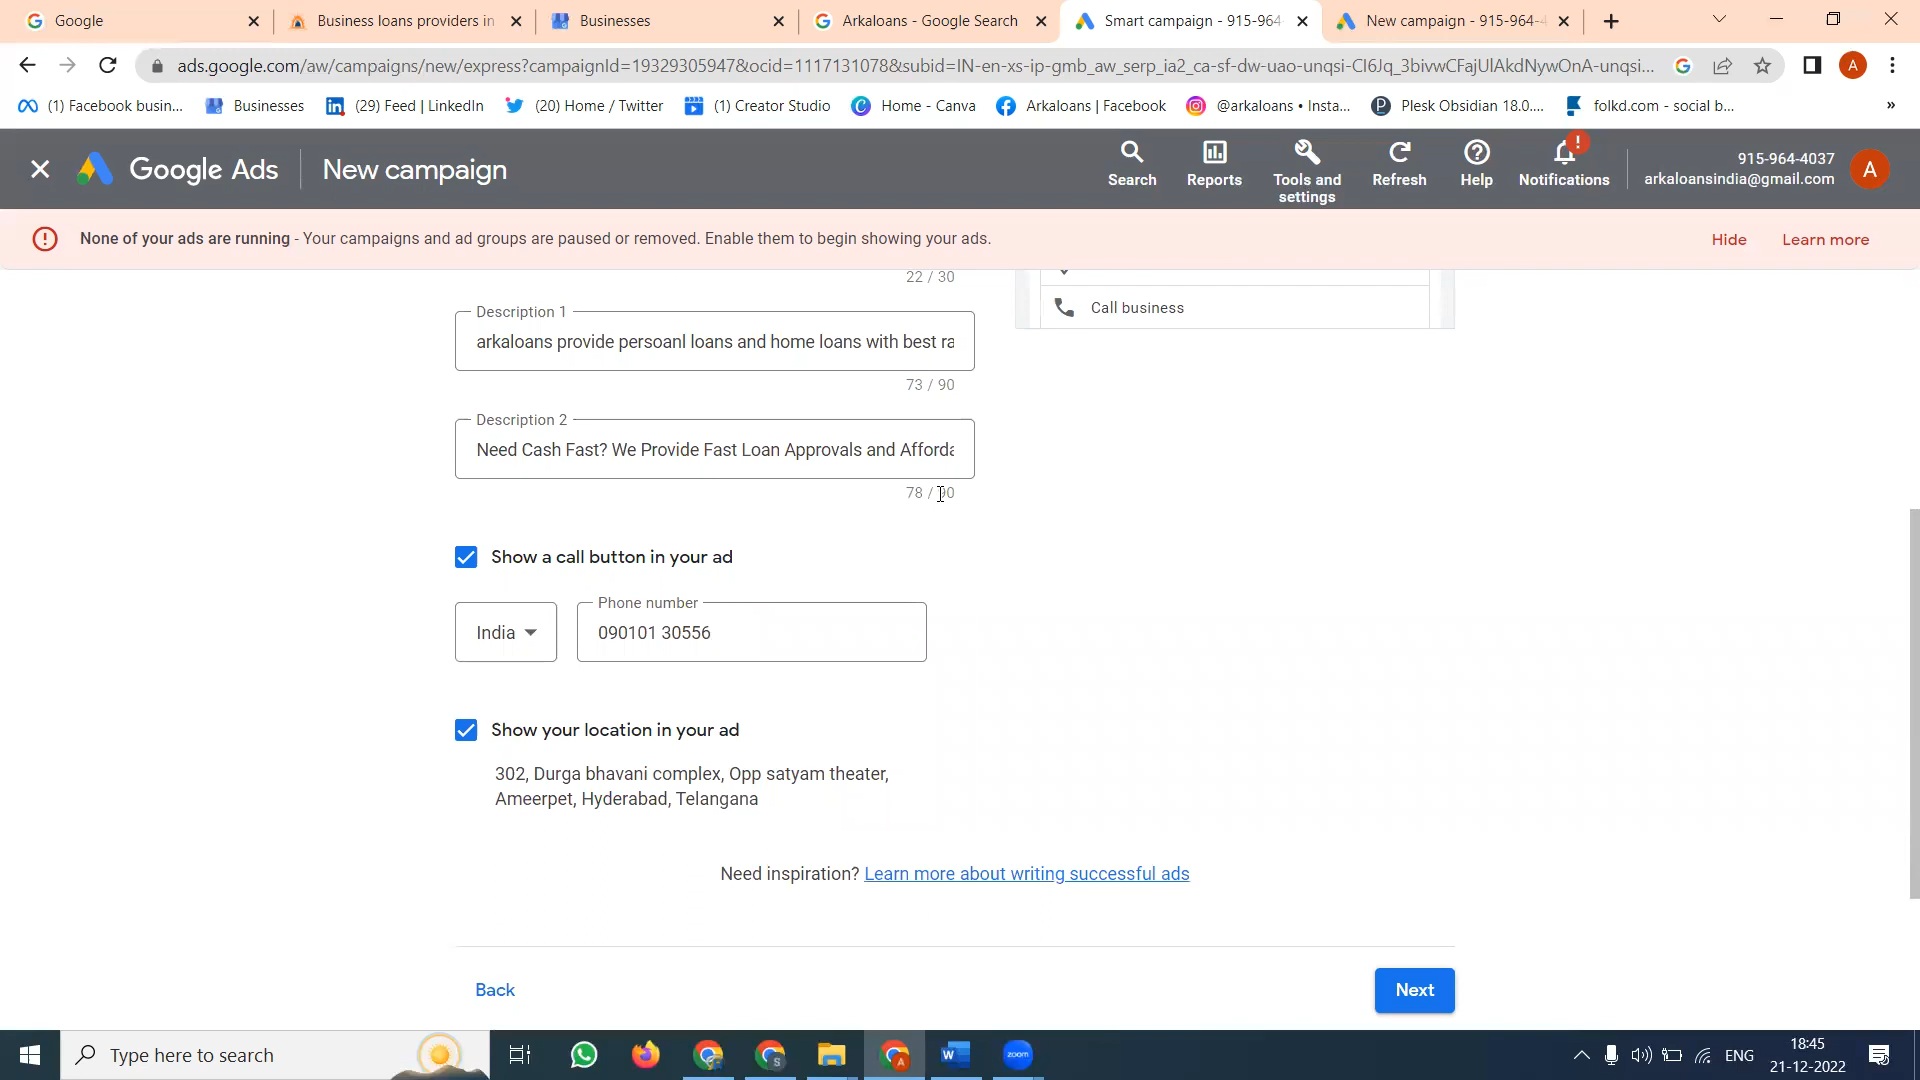 Google
Business loans providers in
Businesses
Arkaloans - Google Search
Smart campaign - 915-964
New campaign - 915-964-4
ads.google.com/aw/campaigns/new/express?campaignId=19329305947&ocid=1117131078&subid=IN-en-xs-ip-gmb_aw_serp_ia2_ca-sf-dw-uao-unqsi-CI6Jq_3bivwCFajUlAkdNywOnA-unqsi...
A
(1) Facebook busin...
Businesses
(29) Feed | LinkedIn
(20) Home / Twitter
(1) Creator Studio
Home - Canva
Arkaloans | Facebook
@arkaloans • Insta...
Plesk Obsidian 18.0....
folkd.com - social b...
»
Google Ads
New campaign
Search
Reports
Tools and settings
Refresh
Help
Notifications
915-964-4037
arkaloansindia@gmail.com
A
None of your ads are running - Your campaigns and ad groups are paused or removed. Enable them to begin showing your ads.
Hide
Learn more
22 / 30
Call business
Description 1
arkaloans provide persoanl loans and home loans with best ra
73 / 90
Description 2
Need Cash Fast? We Provide Fast Loan Approvals and Afforda
78 / 90
Show a call button in your ad
India
Phone number
090101 30556
Show your location in your ad
302, Durga bhavani complex, Opp satyam theater,
Ameerpet, Hyderabad, Telangana
Need inspiration? Learn more about writing successful ads
Back
Next
Type here to search
zoom
ENG
18:45
21-12-2022